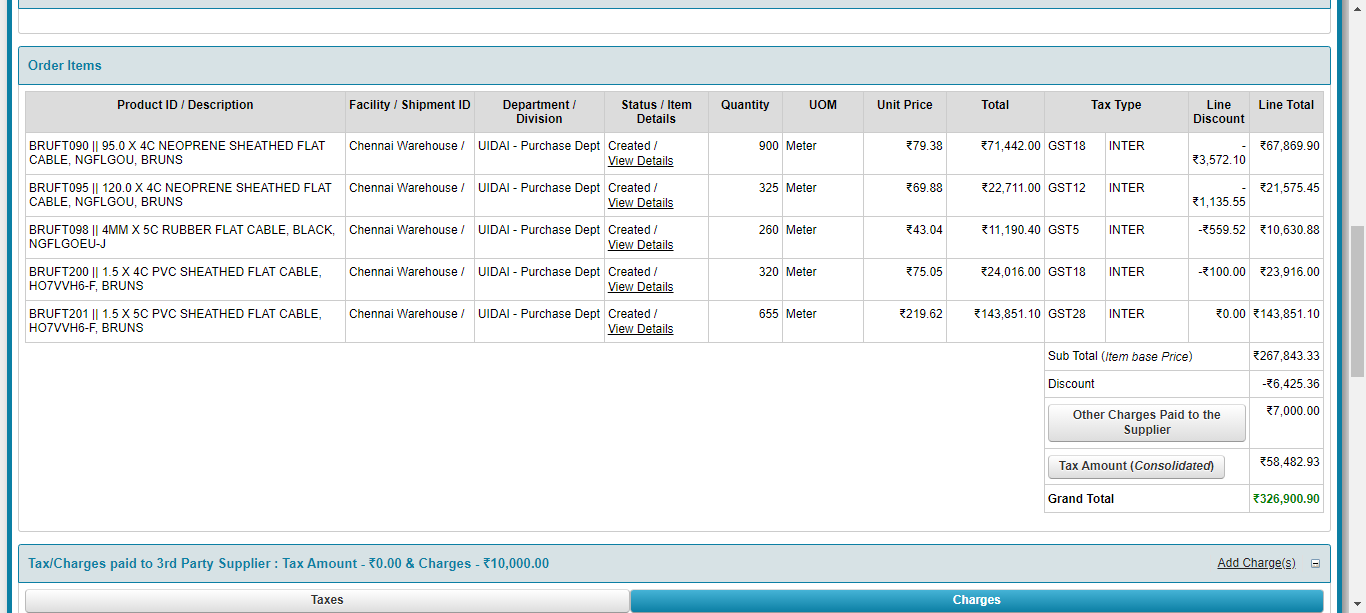 Order Items
Product ID / Description Facility / Shipment ID Department / Division Status / Item Details Quantity UOM Unit Price Total Tax Type Line Discount Line Total
BRUFT090 || 95.0 X 4C NEOPRENE SHEATHED FLAT Chennai Warehouse / UIDAI - Purchase Dept Created / 900 Meter ₹79.38 ₹71,442.00 GST18 INTER - ₹67,869.90
CABLE, NGFLGOU, BRUNS View Details ₹3,572.10
BRUFT095 || 120.0 X 4C NEOPRENE SHEATHED FLAT Chennai Warehouse / UIDAI - Purchase Dept Created / 325 Meter ₹69.88 ₹22,711.00 GST12 INTER - ₹21,575.45
CABLE, NGFLGOU, BRUNS View Details ₹1,135.55
BRUFT098 || 4MM X 5C RUBBER FLAT CABLE, BLACK, Chennai Warehouse / UIDAI - Purchase Dept Created / 260 Meter ₹43.04 ₹11,190.40 GST5 INTER -₹559.52 ₹10,630.88
NGFLGOEU-J View Details
BRUFT200 || 1.5 X 4C PVC SHEATHED FLAT CABLE, Chennai Warehouse / UIDAI - Purchase Dept Created / 320 Meter ₹75.05 ₹24,016.00 GST18 INTER -₹100.00 ₹23,916.00
HO7VVH6-F, BRUNS View Details
BRUFT201 || 1.5 X 5C PVC SHEATHED FLAT CABLE, Chennai Warehouse / UIDAI - Purchase Dept Created / 655 Meter ₹219.62 ₹143,851.10 GST28 INTER ₹0.00 ₹143,851.10
HO7VVH6-F, BRUNS View Details
Sub Total (Item base Price) ₹267,843.33
Discount -₹6,425.36
Other Charges Paid to the ₹7,000.00
Supplier
Tax Amount (Consolidated) ₹58,482.93
Grand Total ₹326,900.90
Tax/Charges paid to 3rd Party Supplier : Tax Amount - ₹0.00 & Charges - ₹10,000.00 Add Charge(s)
Taxes Charges